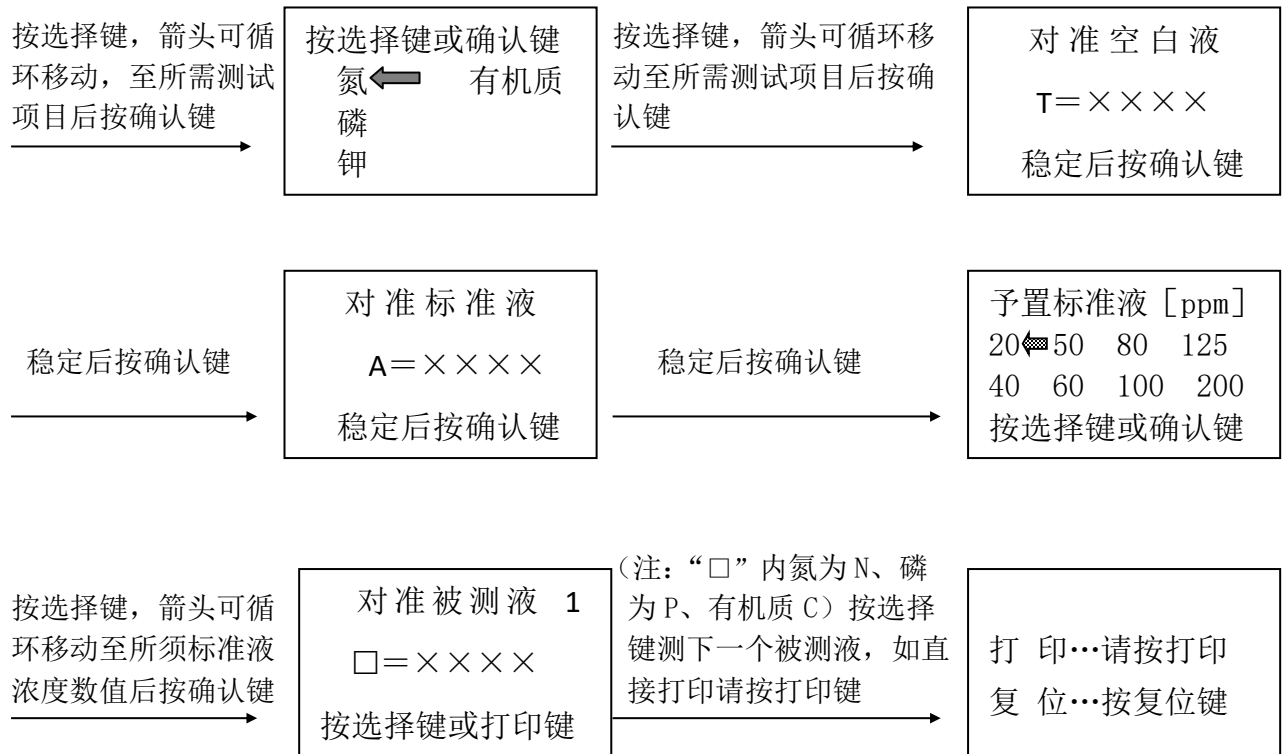 按选择键，箭头可循
环移动，至所需测试
项目后按确认键
按选择键或确认键
氮 有机质
磷
钾
按选择键，箭头可循环移
动至所需测试项目后按确
认键
对准空白液
T＝××××
稳定后按确认键
稳定后按确认键
对准标准液
A＝××××
稳定后按确认键
稳定后按确认键
予置标准液［ppm］
20 50 80 125
40 60 100 200
按选择键或确认键
按选择键，箭头可循
环移动至所须标准液
浓度数值后按确认键
对准被测液 1
□＝××××
按选择键或打印键
（注：“□”内氮为 N、磷
为 P、有机质 C）按选择
键测下一个被测液，如直
接打印请按打印键
打 印…请按打印
复 位…按复位键